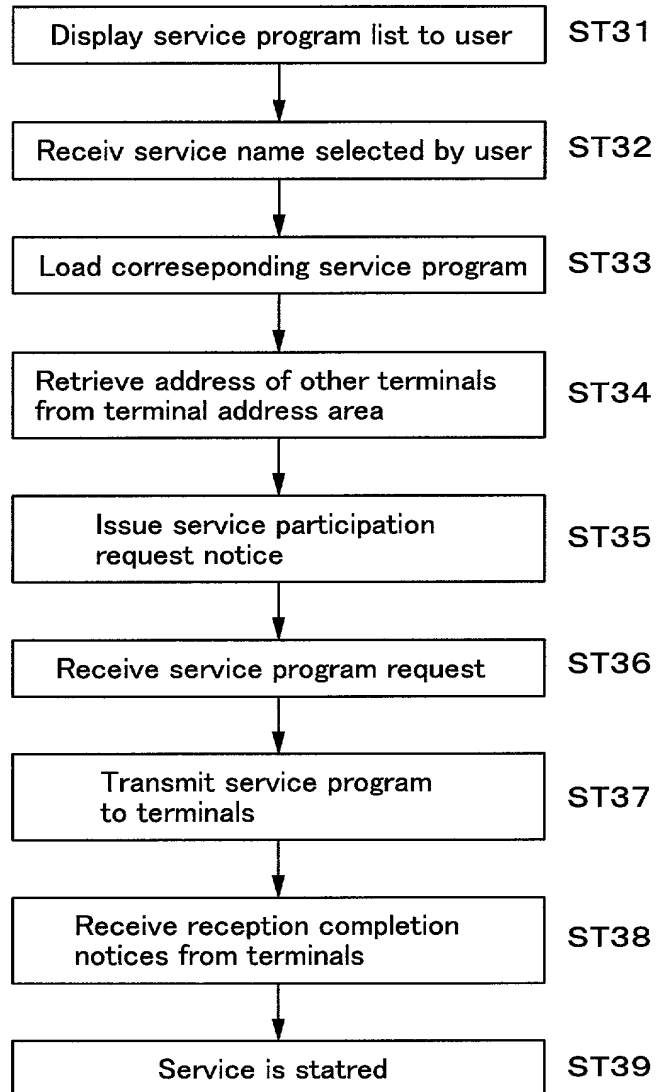 Display service program list to user ST31
Receiv service name selected by user ST32
Load correseponding service program ST33
Retrieve address of other terminals
from terminal address area ST34
Issue service participation
request notice ST35
Receive service program request ST36
Transmit service program
to terminals ST37
Receive reception completion
notices from terminals ST38
Service is statred ST39